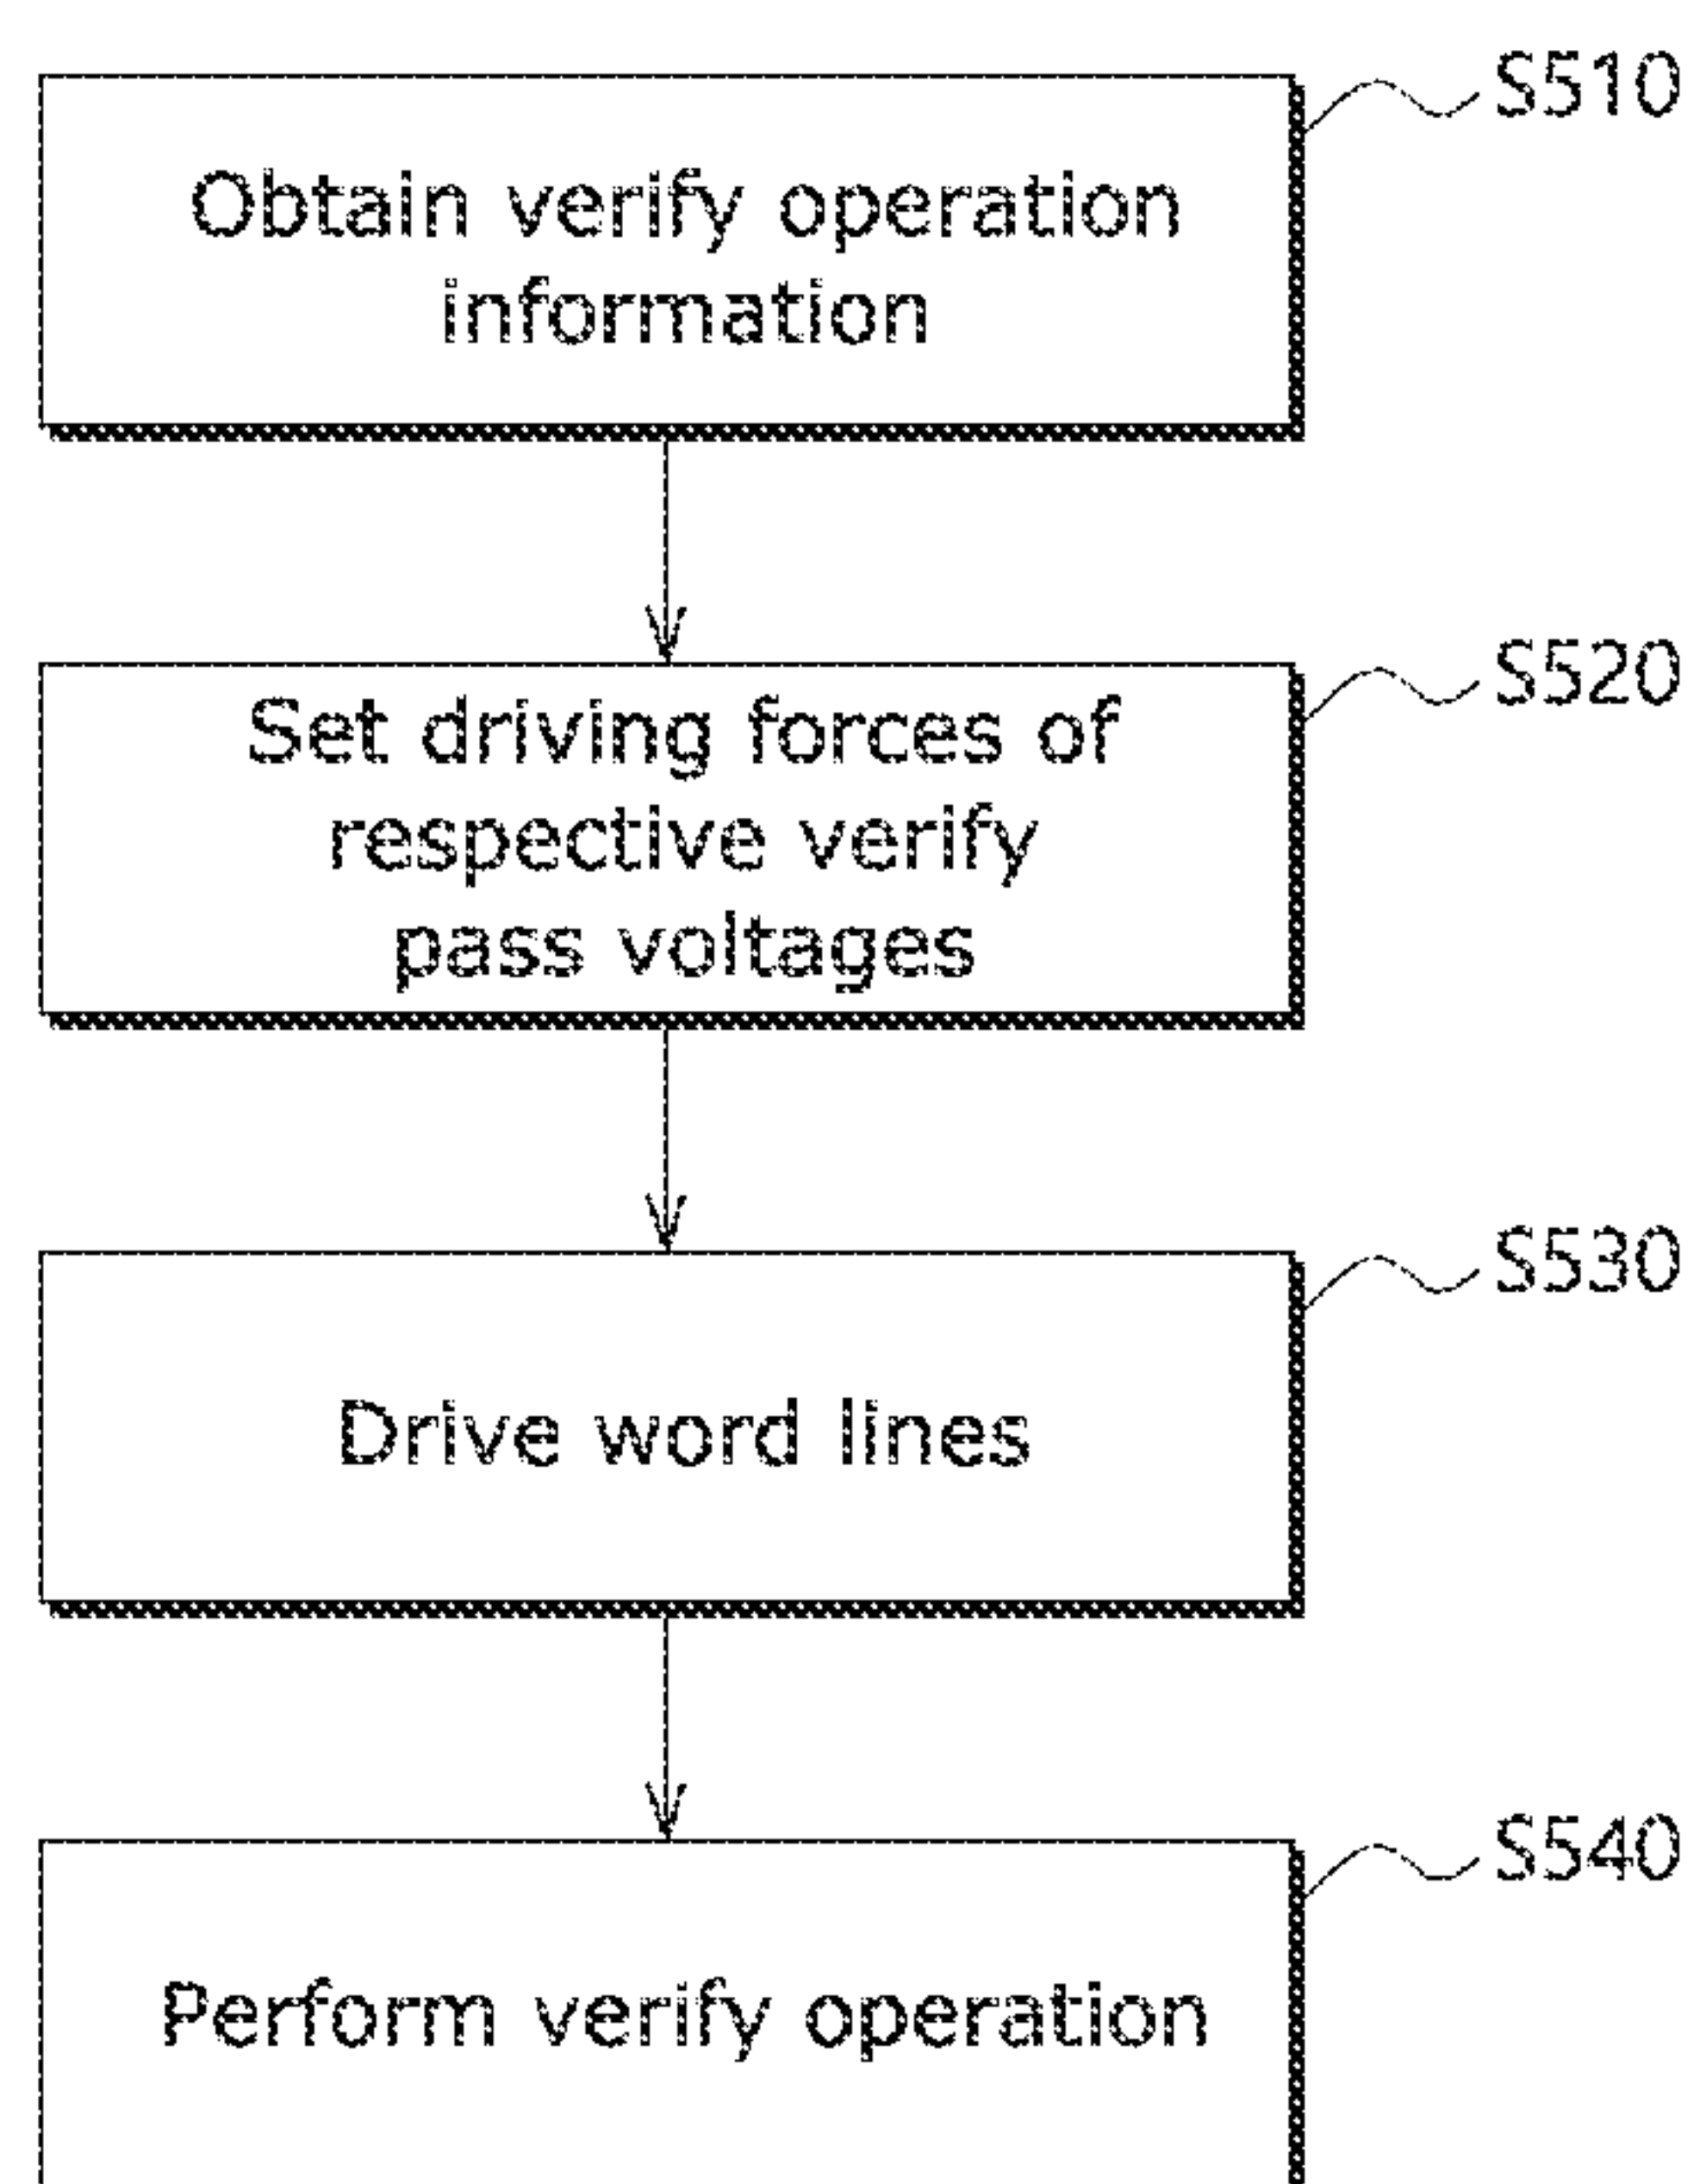 S510
Obtain verify operation
information
S520
Set driving forces of
respective verify
pass voltages
S530
Drive word lines
S540
Perform verify operation